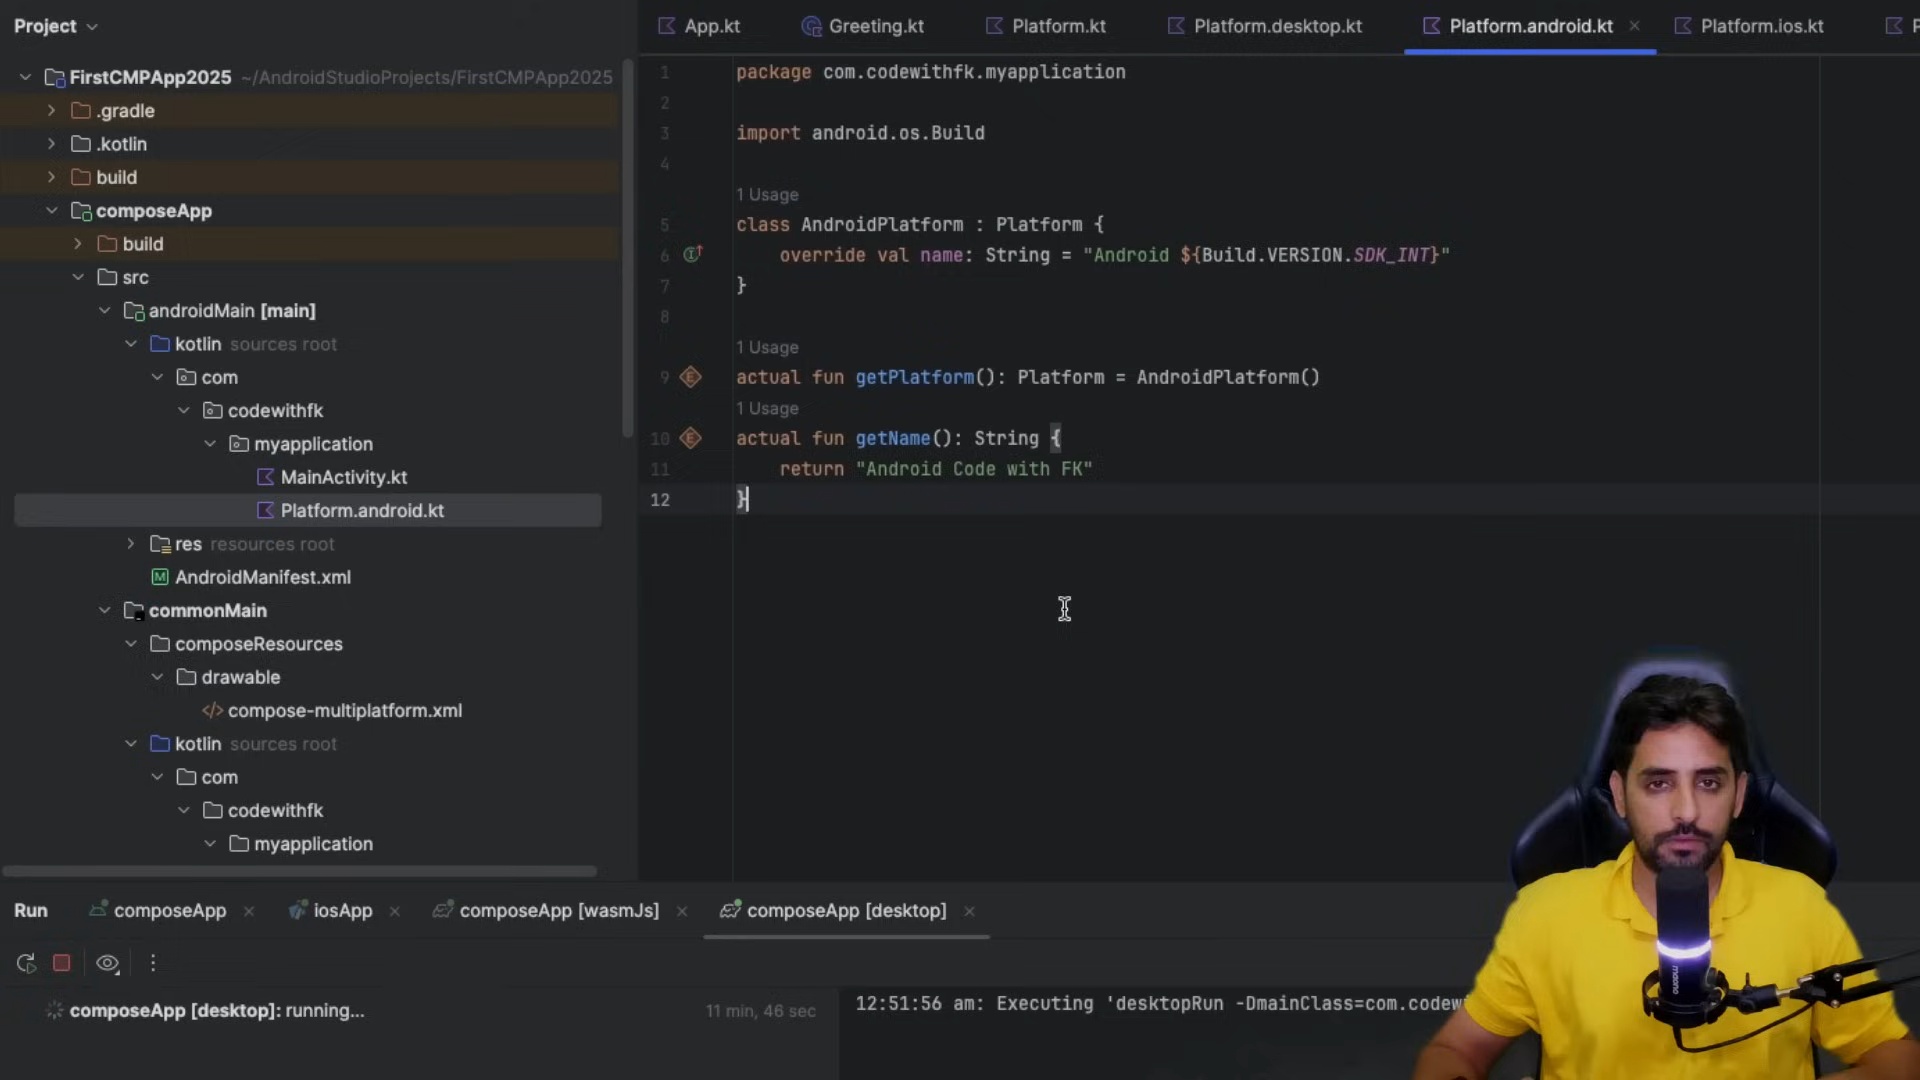 Project
FirstCMPApp2025 ~/AndroidStudioProjects/FirstCMPApp2025
.gradle
.kotlin
build
composeApp
build
src
androidMain [main]
kotlin sources root
com
codewithfk
myapplication
MainActivity.kt
Platform.android.kt
res resources root
AndroidManifest.xml
commonMain
composeResources
drawable
compose-multiplatform.xml
kotlin sources root
com
codewithfk
myapplication
App.kt Greeting.kt Platform.kt Platform.desktop.kt Platform.android.kt Platform.ios.kt
1 package com.codewithfk.myapplication
2
3 import android.os.Build
4
1 Usage
5 class AndroidPlatform : Platform {
6 override val name: String = "Android ${Build.VERSION.SDK_INT}"
7 }
8
1 Usage
9 actual fun getPlatform(): Platform = AndroidPlatform()
1 Usage
10 actual fun getName(): String {
11 return "Android Code with FK"
12 }
Run composeApp iosApp composeApp [wasmJs] composeApp [desktop]
composeApp [desktop]: running... 11 min, 46 sec
12:51:56 am: Executing 'desktopRun -DmainClass=com.codew